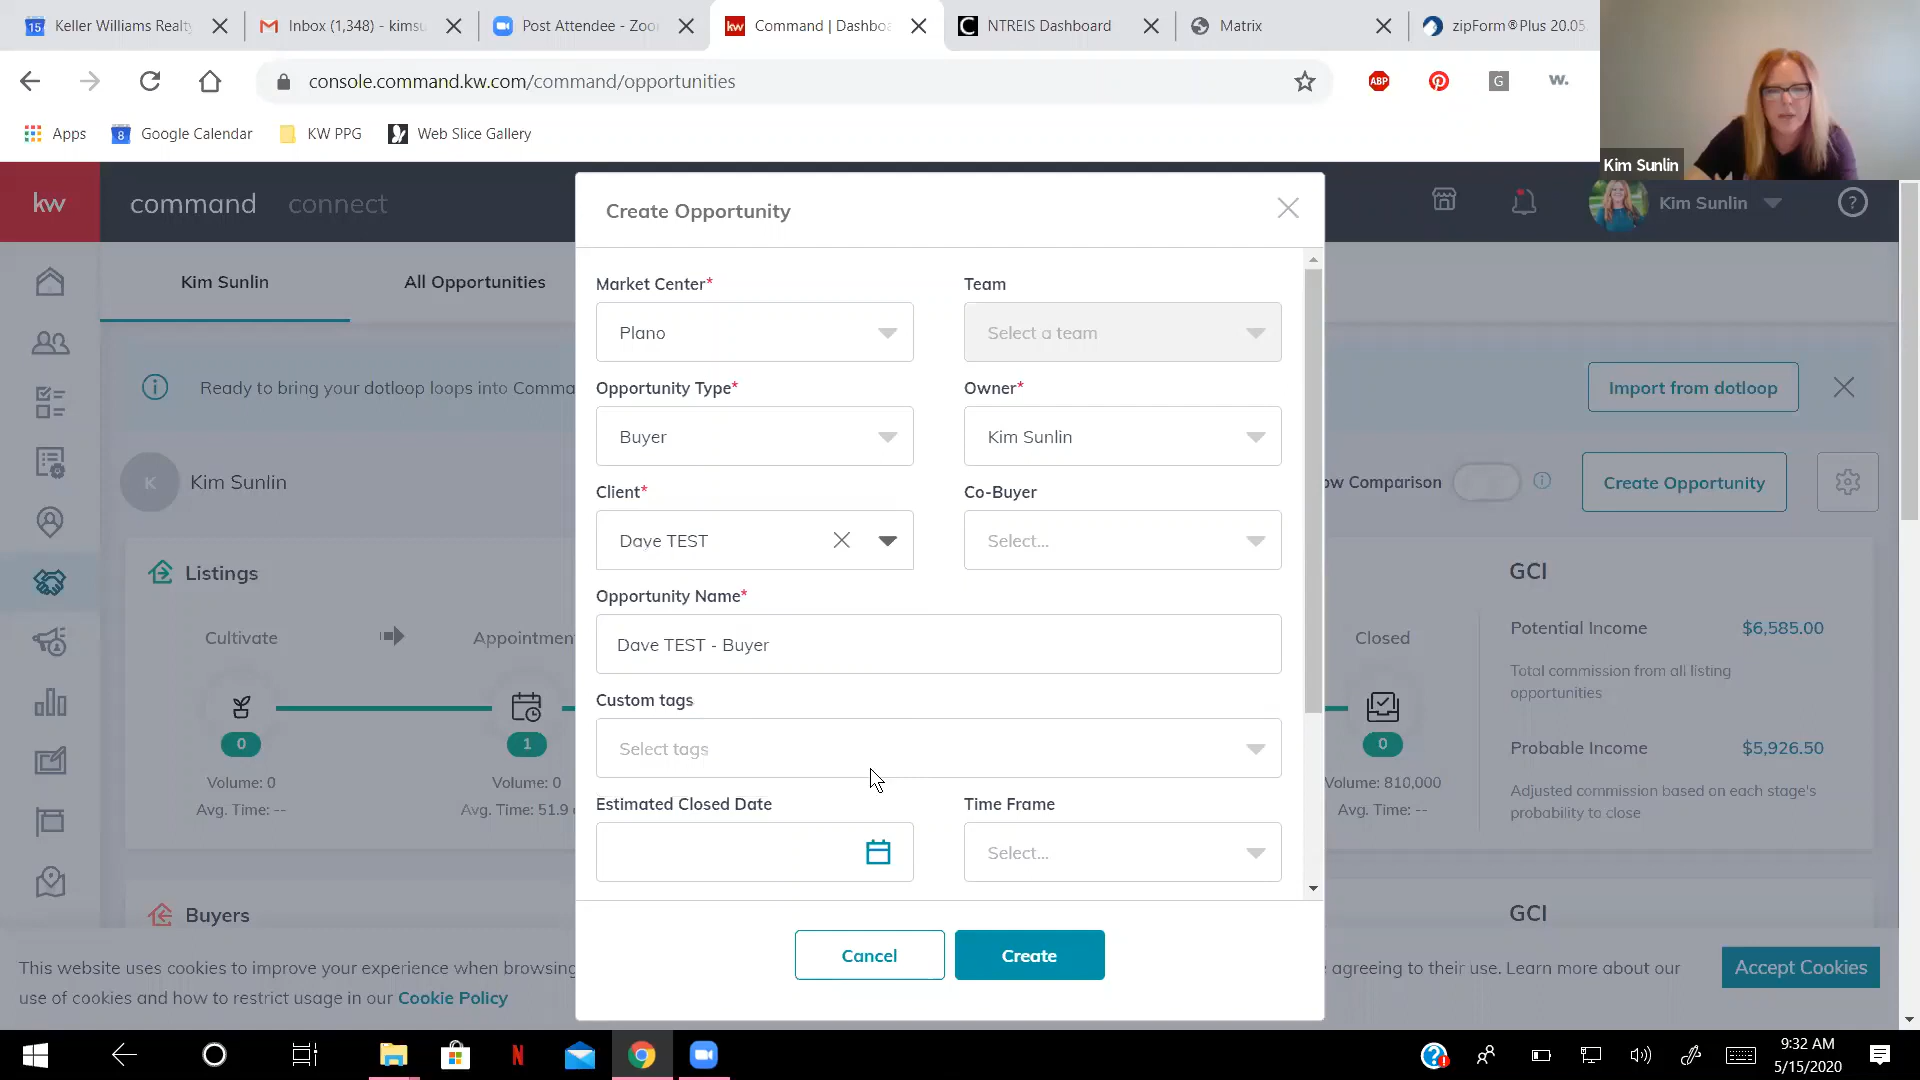 Keller Williams Realty
Inbox (1,348) - kimsu
Post Attendee - Zoo
Command | Dashboa
NTREIS Dashboard
Matrix
zipForm®Plus 20.05.
console.command.kw.com/command/opportunities
ABP
G
w.
Apps
Google Calendar
KW PPG
Web Slice Gallery
Kim Sunlin
kw
command
connect
Create Opportunity
Kim Sunlin
?
Kim Sunlin
All Opportunities
Market Center*
Team
Plano
Select a team
Ready to bring your dotloop loops into Comma
Import from dotloop
Opportunity Type*
Owner*
Buyer
Kim Sunlin
K
Kim Sunlin
ow Comparison
Create Opportunity
Client*
Co-Buyer
Dave TEST
Select...
Listings
GCI
Opportunity Name*
Dave TEST - Buyer
Cultivate
Appointmen
Closed
Potential Income
$6,585.00
Total commission from all listing
opportunities
Custom tags
Select tags
0
1
0
Probable Income
$5,926.50
Volume: 0
Volume: 0
Volume: 810,000
Avg. Time: --
Avg. Time: 51.9
Avg. Time: --
Adjusted commission based on each stage's
probability to close
Estimated Closed Date
Time Frame
Select...
Buyers
GCI
Cancel
Create
This website uses cookies to improve your experience when browsing
agreeing to their use. Learn more about our
use of cookies and how to restrict usage in our Cookie Policy
Accept Cookies
9:32 AM
5/15/2020